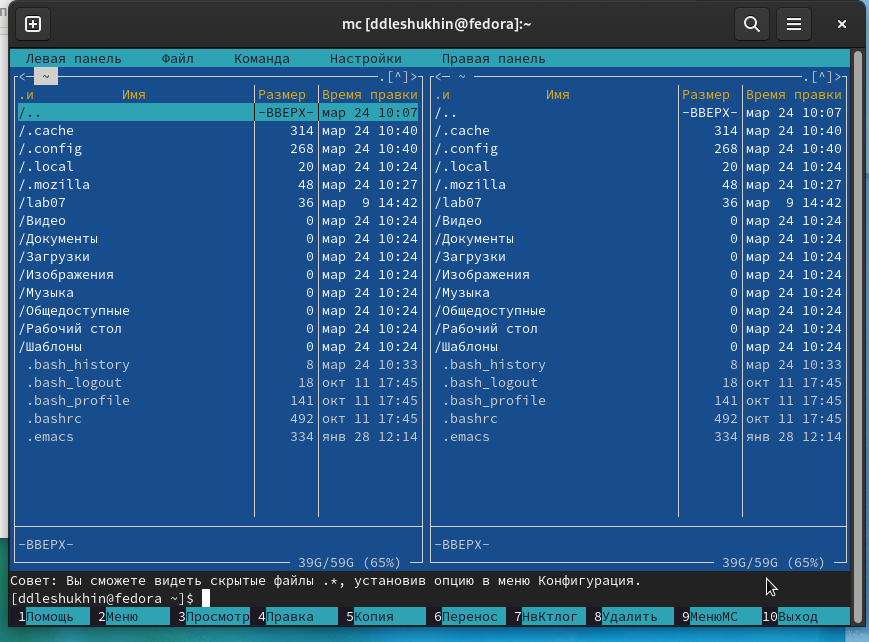 mc [ddleshukhin@fedora]:~
Левая панель Файл Команда Настройки Правая панель
<─ ~ .[^]> <─ ~ .[^]>
.и Имя Размер Время правки .и Имя Размер Время правки
/.. -ВВЕРХ- мар 24 10:07 /.. -ВВЕРХ- мар 24 10:07
/.cache 314 мар 24 10:40 /.cache 314 мар 24 10:40
/.config 268 мар 24 10:40 /.config 268 мар 24 10:40
/.local 20 мар 24 10:24 /.local 20 мар 24 10:24
/.mozilla 48 мар 24 10:27 /.mozilla 48 мар 24 10:27
/lab07 36 мар 9 14:42 /lab07 36 мар 9 14:42
/Видео 0 мар 24 10:24 /Видео 0 мар 24 10:24
/Документы 0 мар 24 10:24 /Документы 0 мар 24 10:24
/Загрузки 0 мар 24 10:24 /Загрузки 0 мар 24 10:24
/Изображения 0 мар 24 10:24 /Изображения 0 мар 24 10:24
/Музыка 0 мар 24 10:24 /Музыка 0 мар 24 10:24
/Общедоступные 0 мар 24 10:24 /Общедоступные 0 мар 24 10:24
/Рабочий стол 0 мар 24 10:24 /Рабочий стол 0 мар 24 10:24
/Шаблоны 0 мар 24 10:24 /Шаблоны 0 мар 24 10:24
.bash_history 8 мар 24 10:33 .bash_history 8 мар 24 10:33
.bash_logout 18 окт 11 17:45 .bash_logout 18 окт 11 17:45
.bash_profile 141 окт 11 17:45 .bash_profile 141 окт 11 17:45
.bashrc 492 окт 11 17:45 .bashrc 492 окт 11 17:45
.emacs 334 янв 28 12:14 .emacs 334 янв 28 12:14
-ВВЕРХ- -ВВЕРХ-
39G/59G (65%) 39G/59G (65%)
Совет: Вы сможете видеть скрытые файлы .*, установив опцию в меню Конфигурация.
[ddleshukhin@fedora ~]$
1Помощь 2Меню 3Просмотр 4Правка 5Копия 6Перенос 7НвКтлог 8Удалить 9МенюМС 10Выход